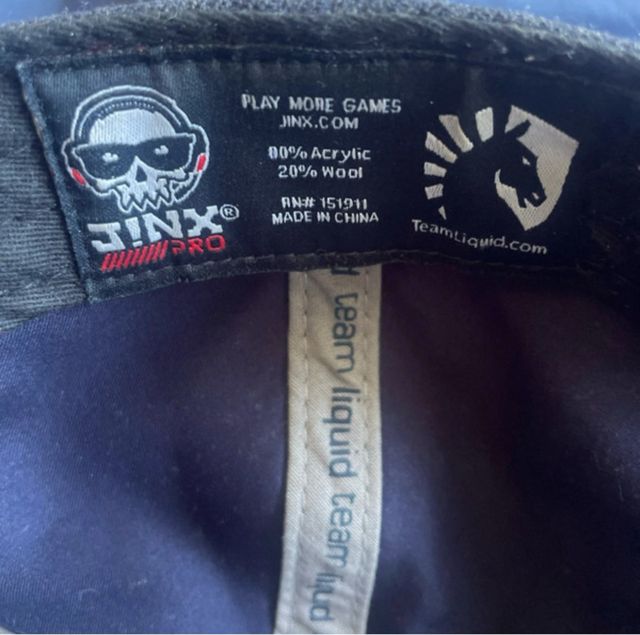 PLAY MORE GAMES
JINX.COM
80% Acrylic
20% Wool
RN# 151911
MADE IN CHINA
J!NX®
PRO
TeamLiquid.com
team liquid team